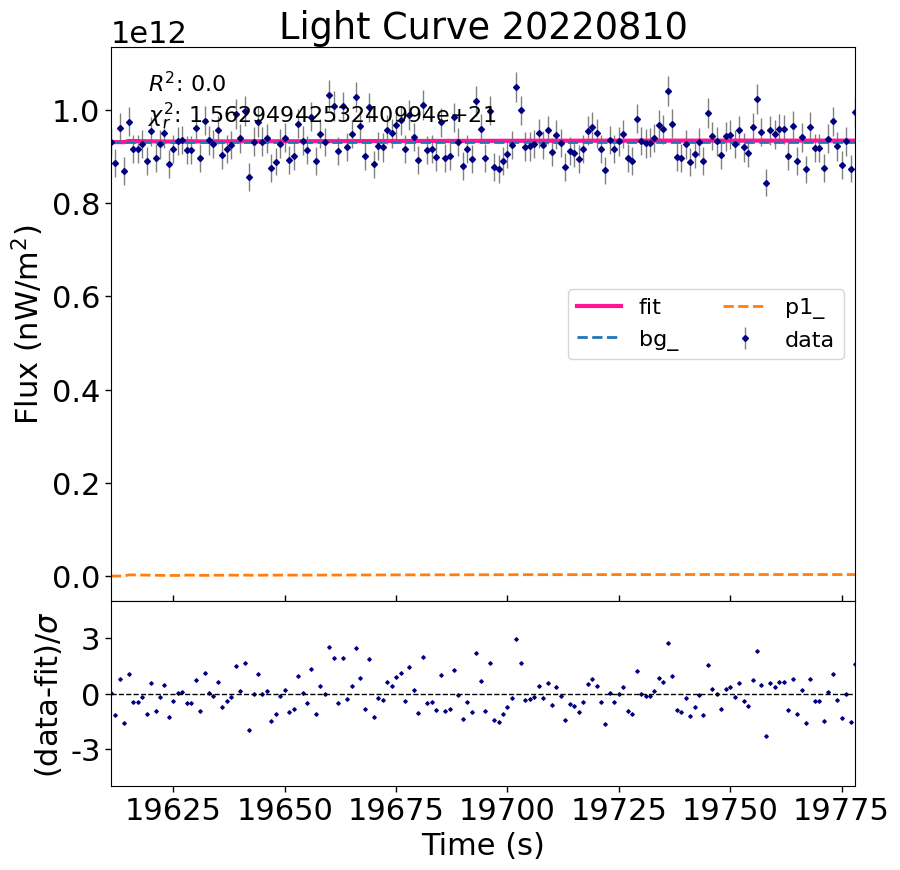 Light Curve 20220810
1e12
R²: 0.0
χ²ᵣ: 1.5629494253240994e+21
Flux (nW/m²)
1.0
0.8
0.6
0.4
0.2
0.0
fit
bg_
p1_
data
(data-fit)/σ
3
0
-3
19625 19650 19675 19700 19725 19750 19775
Time (s)